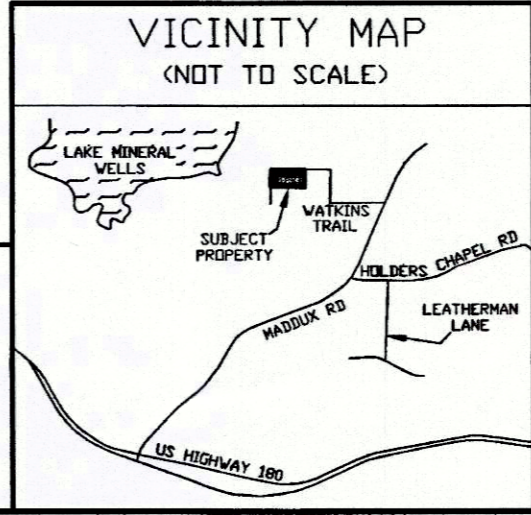 VICINITY MAP
(NOT TO SCALE)
LAKE MINERAL
WELLS
WATKINS
TRAIL
SUBJECT
PROPERTY
HOLDERS CHAPEL RD
MADDUX RD
LEATHERMAN
LANE
US HIGHWAY 180